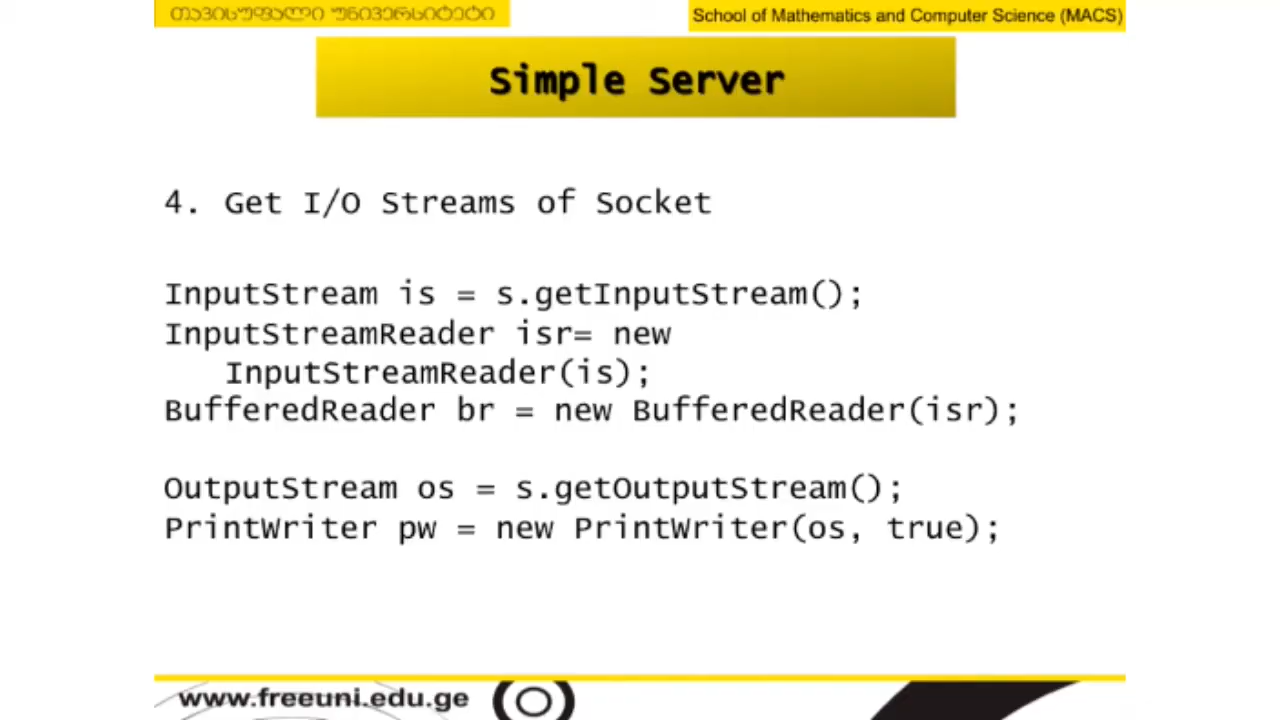 თავისუფალი უნივერსიტეტი
School of Mathematics and Computer Science (MACS)
Simple Server
4. Get I/O Streams of Socket
InputStream is = s.getInputStream();
InputStreamReader isr= new
InputStreamReader(is);
BufferedReader br = new BufferedReader(isr);
OutputStream os = s.getOutputStream();
PrintWriter pw = new PrintWriter(os, true);
www.freeuni.edu.ge